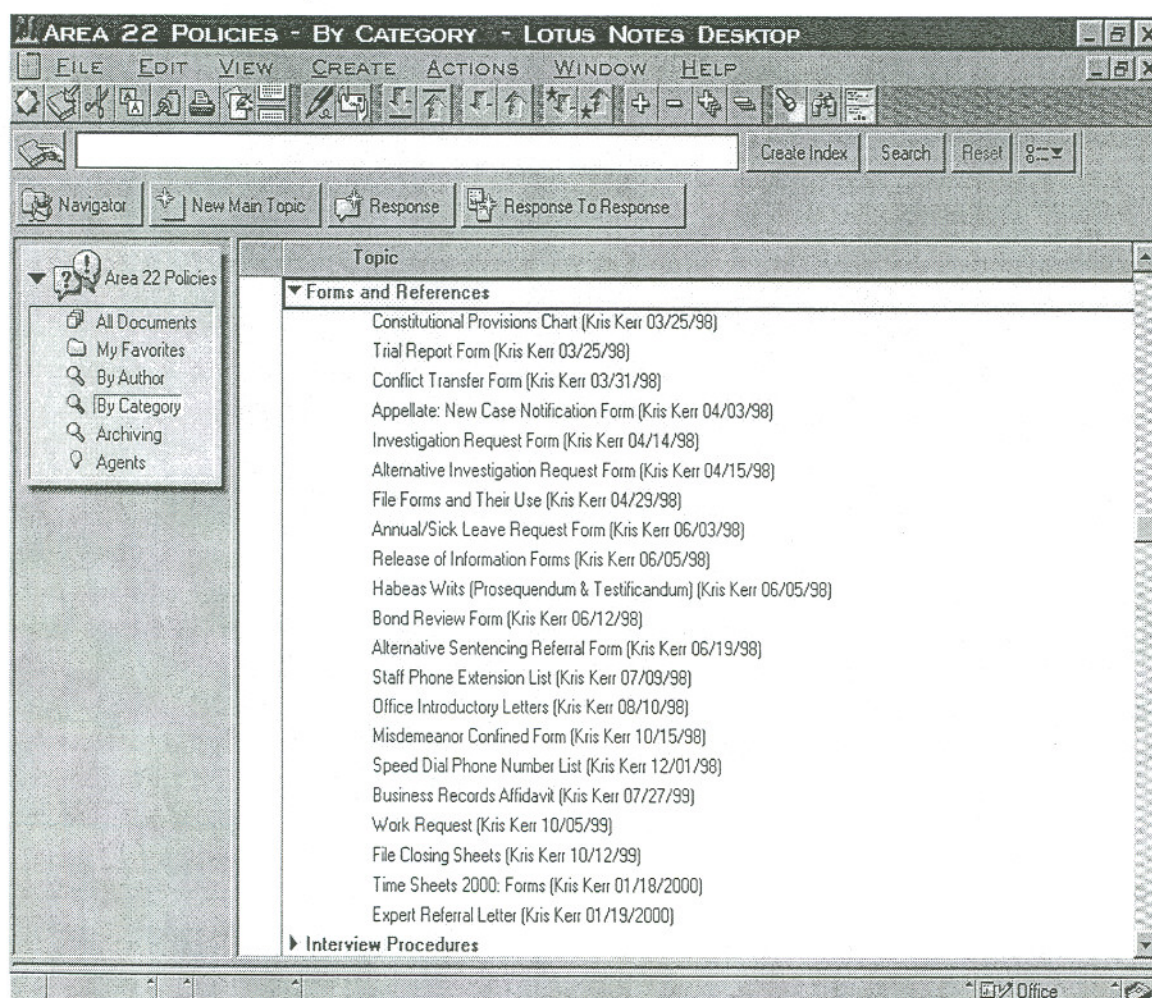 AREA 22 POLICIES - BY CATEGORY - LOTUS NOTES DESKTOP
FILE EDIT VIEW CREATE ACTIONS WINDOW HELP
Create Index Search Reset
Navigator New Main Topic Response Response To Response
Area 22 Policies
All Documents
My Favorites
By Author
By Category
Archiving
Agents
Topic
Forms and References
Constitutional Provisions Chart (Kris Kerr 03/25/98)
Trial Report Form (Kris Kerr 03/25/98)
Conflict Transfer Form (Kris Kerr 03/31/98)
Appellate: New Case Notification Form (Kris Kerr 04/03/98)
Investigation Request Form (Kris Kerr 04/14/98)
Alternative Investigation Request Form (Kris Kerr 04/15/98)
File Forms and Their Use (Kris Kerr 04/29/98)
Annual/Sick Leave Request Form (Kris Kerr 06/03/98)
Release of Information Forms (Kris Kerr 06/05/98)
Habeas Writs (Prosequendum & Testificandum) (Kris Kerr 06/05/98)
Bond Review Form (Kris Kerr 06/12/98)
Alternative Sentencing Referral Form (Kris Kerr 06/19/98)
Staff Phone Extension List (Kris Kerr 07/09/98)
Office Introductory Letters (Kris Kerr 08/10/98)
Misdemeanor Confined Form (Kris Kerr 10/15/98)
Speed Dial Phone Number List (Kris Kerr 12/01/98)
Business Records Affidavit (Kris Kerr 07/27/99)
Work Request (Kris Kerr 10/05/99)
File Closing Sheets (Kris Kerr 10/12/99)
Time Sheets 2000: Forms (Kris Kerr 01/18/2000)
Expert Referral Letter (Kris Kerr 01/19/2000)
Interview Procedures
Office